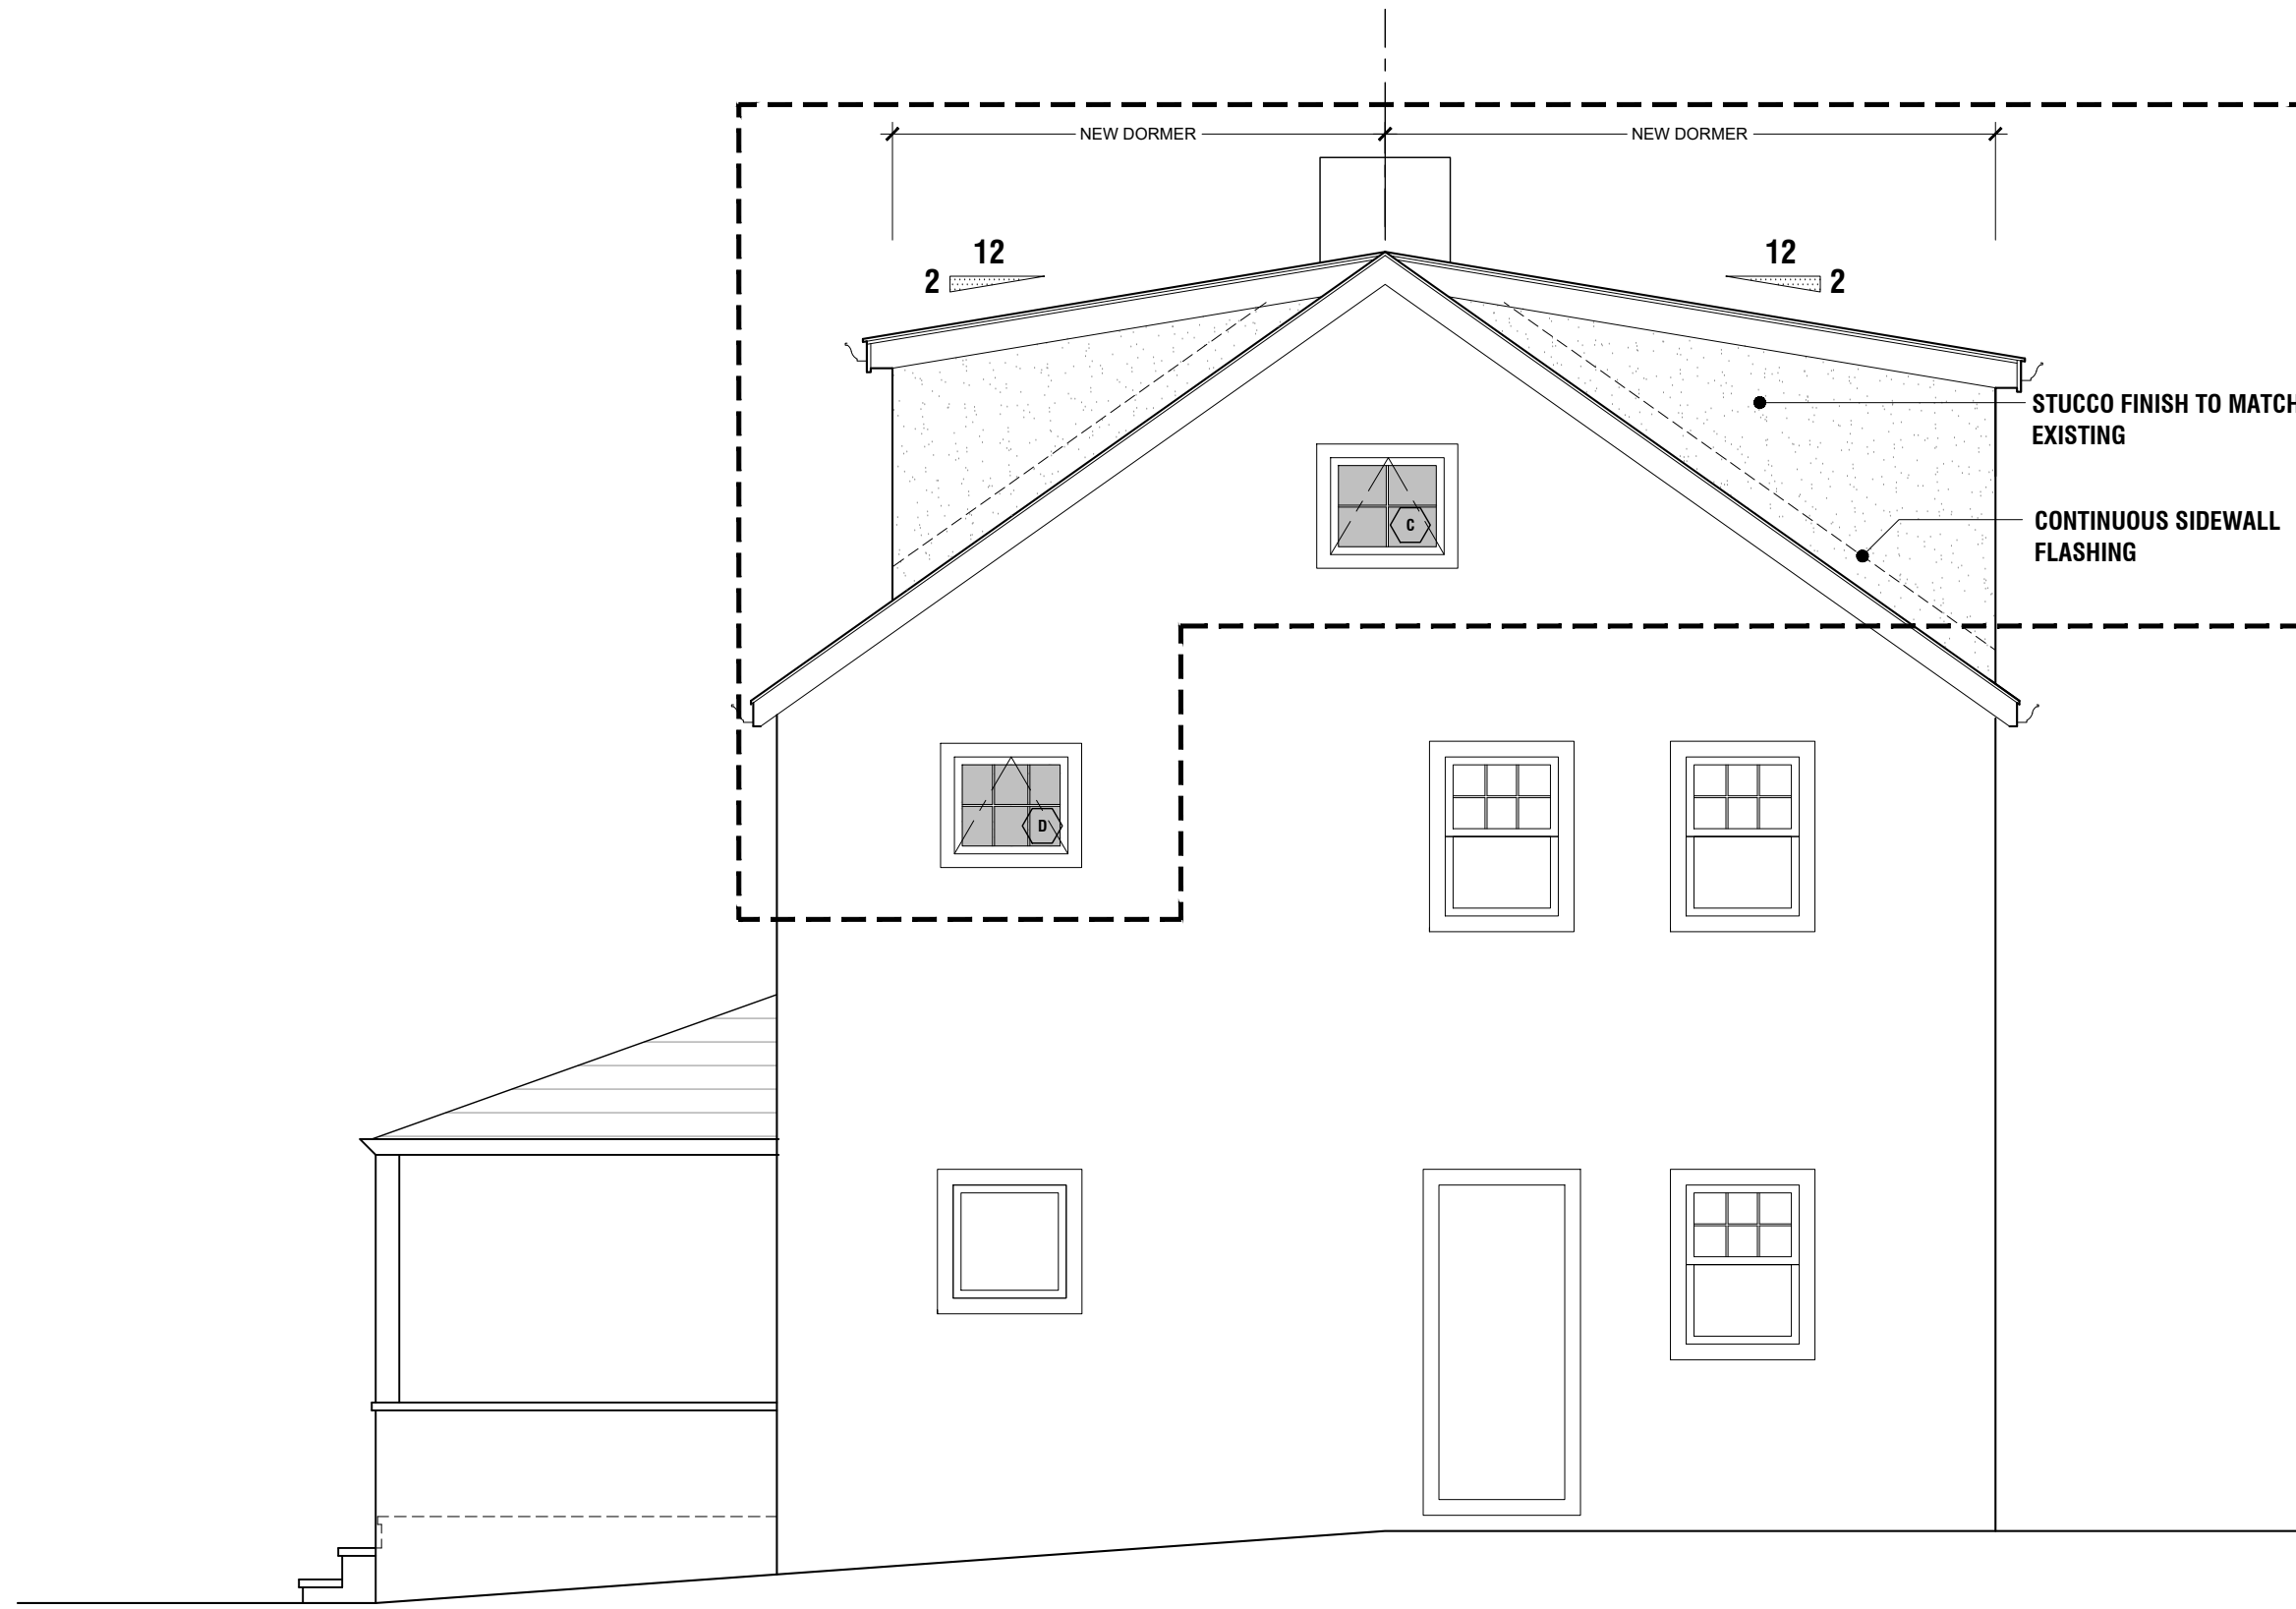 NEW DORMER
NEW DORMER
12
2
12
2
STUCCO FINISH TO MATCH
EXISTING
C
CONTINUOUS SIDEWALL
FLASHING
D